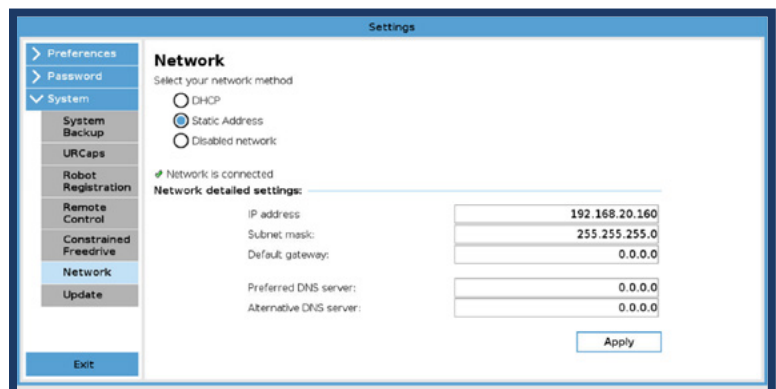 Settings
Preferences
Password
System
System
Backup
URCaps
Robot
Registration
Remote
Control
Constrained
Freedrive
Network
Update
Exit
Network
Select your network method
DHCP
Static Address
Disabled network
Network is connected
Network detailed settings:
IP address 192.168.20.160
Subnet mask: 255.255.255.0
Default gateway: 0.0.0.0
Preferred DNS server: 0.0.0.0
Alternative DNS server: 0.0.0.0
Apply